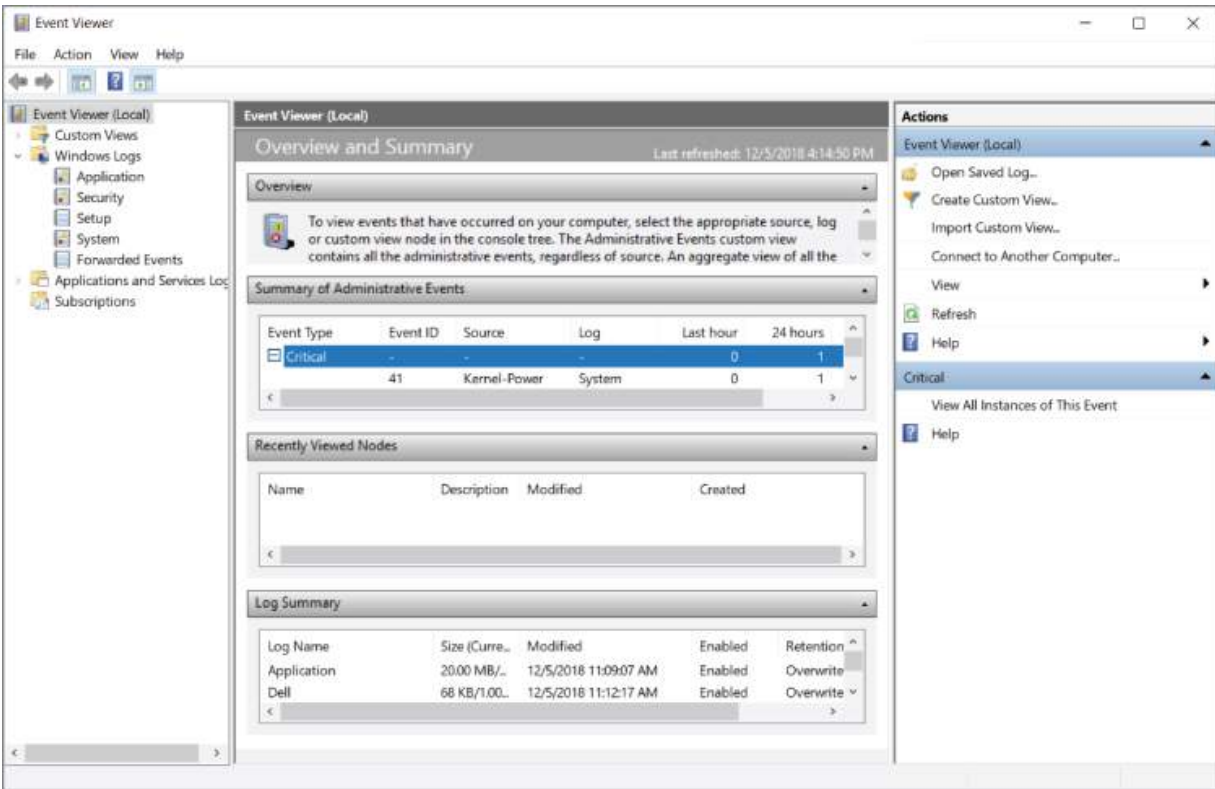 Event Viewer
File Action View Help
Event Viewer (Local)
Custom Views
Windows Logs
Application
Security
Setup
System
Forwarded Events
Applications and Services Log
Subscriptions
Event Viewer (Local)
Overview and Summary Last refreshed: 12/5/2018 4:14:50 PM
Overview
To view events that have occurred on your computer, select the appropriate source, log
or custom view node in the console tree. The Administrative Events custom view
contains all the administrative events, regardless of source. An aggregate view of all the
Summary of Administrative Events
Event Type Event ID Source Log Last hour 24 hours
Critical - - - 0 1
41 Kernel-Power System 0 1
Recently Viewed Nodes
Name Description Modified Created
Log Summary
Log Name Size (Curre... Modified Enabled Retention
Application 20.00 MB/... 12/5/2018 11:09:07 AM Enabled Overwrite
Dell 68 KB/1.00... 12/5/2018 11:12:17 AM Enabled Overwrite
Actions
Event Viewer (Local)
Open Saved Log...
Create Custom View...
Import Custom View...
Connect to Another Computer...
View
Refresh
Help
Critical
View All Instances of This Event
Help